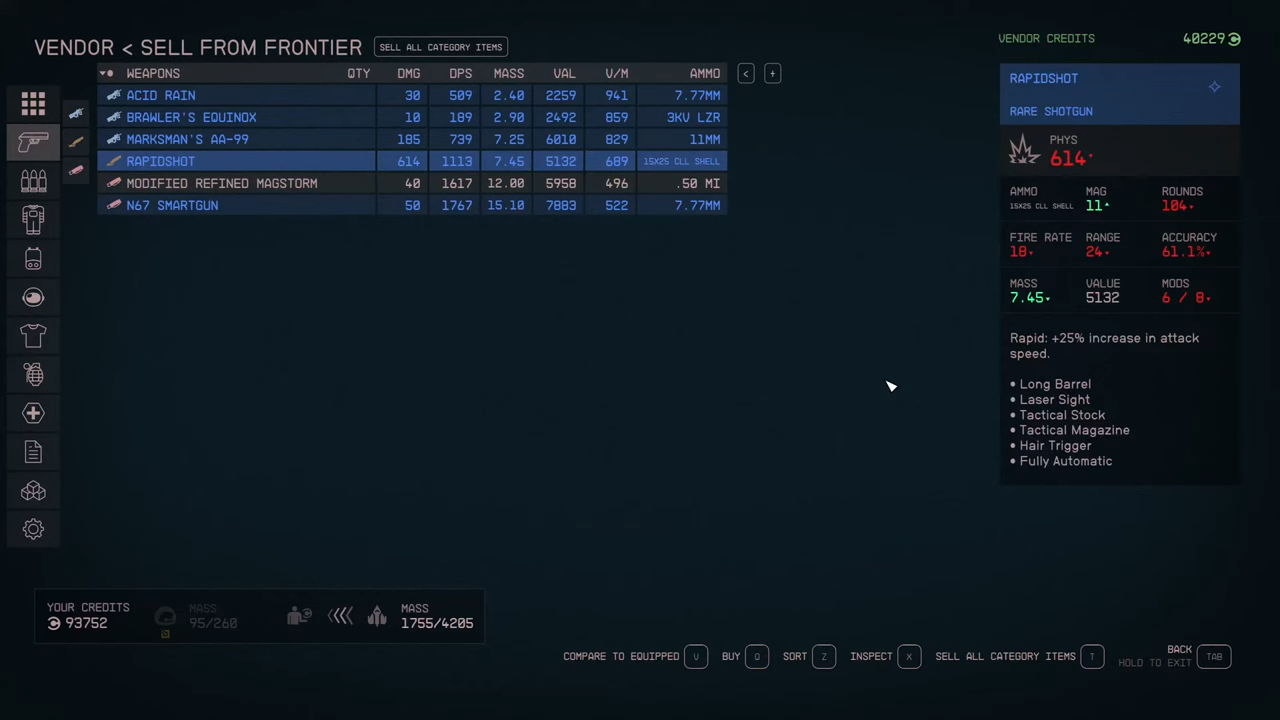 VENDOR < SELL FROM FRONTIER
SELL ALL CATEGORY ITEMS
VENDOR CREDITS 40229
WEAPONS QTY DMG DPS MASS VAL V/M AMMO < +
ACID RAIN 30 509 2.40 2259 941 7.77MM
BRAWLER'S EQUINOX 10 189 2.90 2492 859 3KV LZR
MARKSMAN'S AA-99 185 739 7.25 6010 829 11MM
RAPIDSHOT 614 1113 7.45 5132 689 15X25 CLL SHELL
MODIFIED REFINED MAGSTORM 40 1617 12.00 5958 496 .50 MI
N67 SMARTGUN 50 1767 15.10 7883 522 7.77MM
RAPIDSHOT
RARE SHOTGUN
PHYS
614
AMMO MAG ROUNDS
15X25 CLL SHELL 11 104
FIRE RATE RANGE ACCURACY
18 24 61.1%
MASS VALUE MODS
7.45 5132 6 / 8
Rapid: +25% increase in attack
speed.
• Long Barrel
• Laser Sight
• Tactical Stock
• Tactical Magazine
• Hair Trigger
• Fully Automatic
YOUR CREDITS
93752
MASS
95/260
MASS
1755/4205
COMPARE TO EQUIPPED V BUY Q SORT Z INSPECT X SELL ALL CATEGORY ITEMS T BACK
HOLD TO EXIT TAB